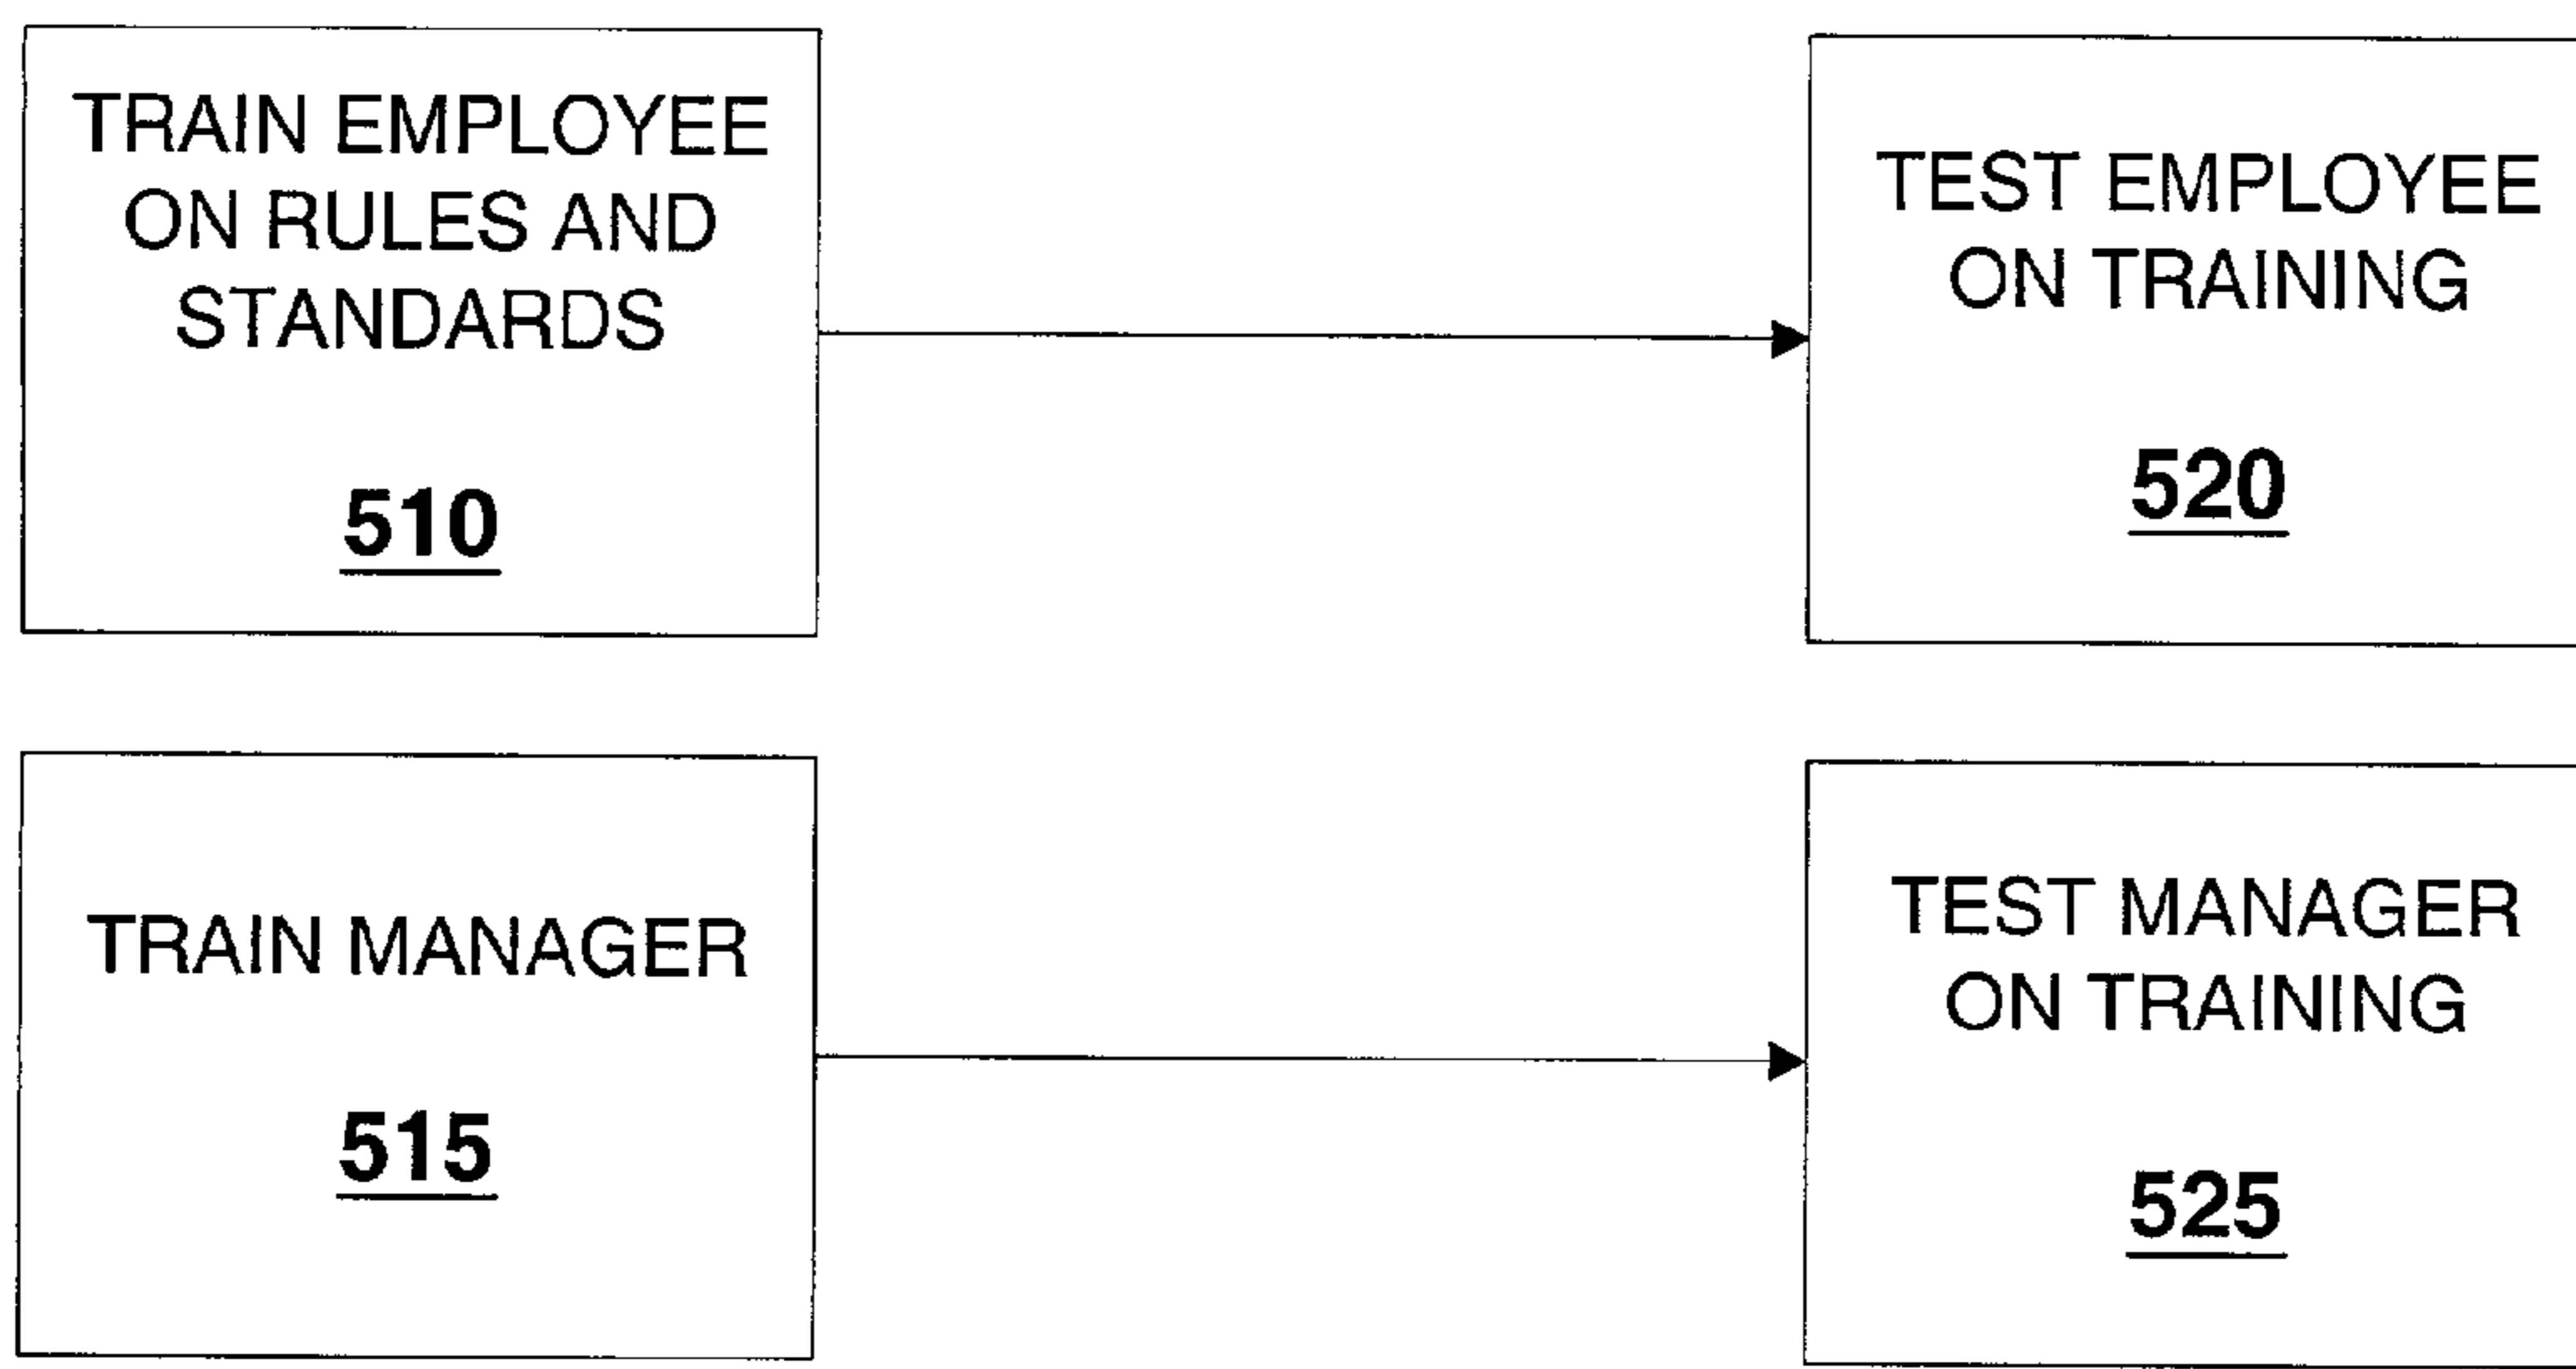 TRAIN EMPLOYEE
ON RULES AND
STANDARDS
510
TEST EMPLOYEE
ON TRAINING
520
TRAIN MANAGER
515
TEST MANAGER
ON TRAINING
525